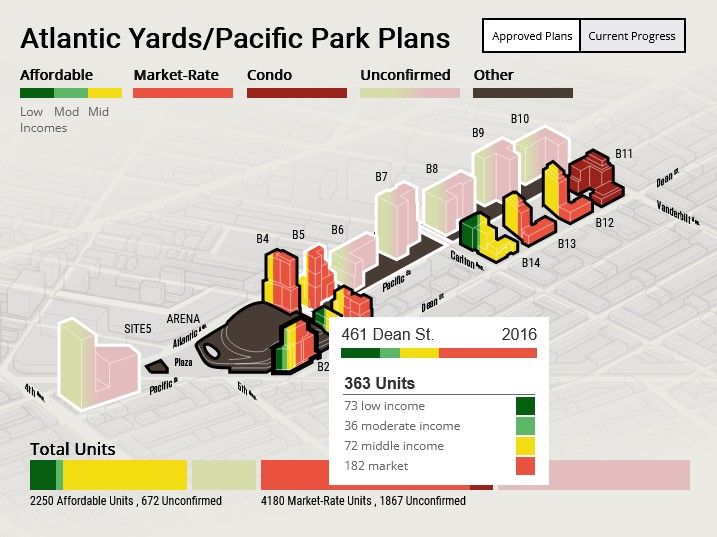 Atlantic Yards/Pacific Park Plans
Approved Plans
Current Progress
Affordable
Market-Rate
Condo
Unconfirmed
Other
Low Mod Mid
Incomes
B10
B9
B11
B8
B7
Dean St
Vanderbilt Av
B12
B6
B5
B4
B13
B14
Carlton Av
Pacific St
Dean St
ARENA
SITE5
Atlantic Av
Plaza
B2
Pacific St
6th Av
4th Av
461 Dean St. 2016
363 Units
73 low income
36 moderate income
72 middle income
182 market
Total Units
2250 Affordable Units , 672 Unconfirmed
4180 Market-Rate Units , 1867 Unconfirmed